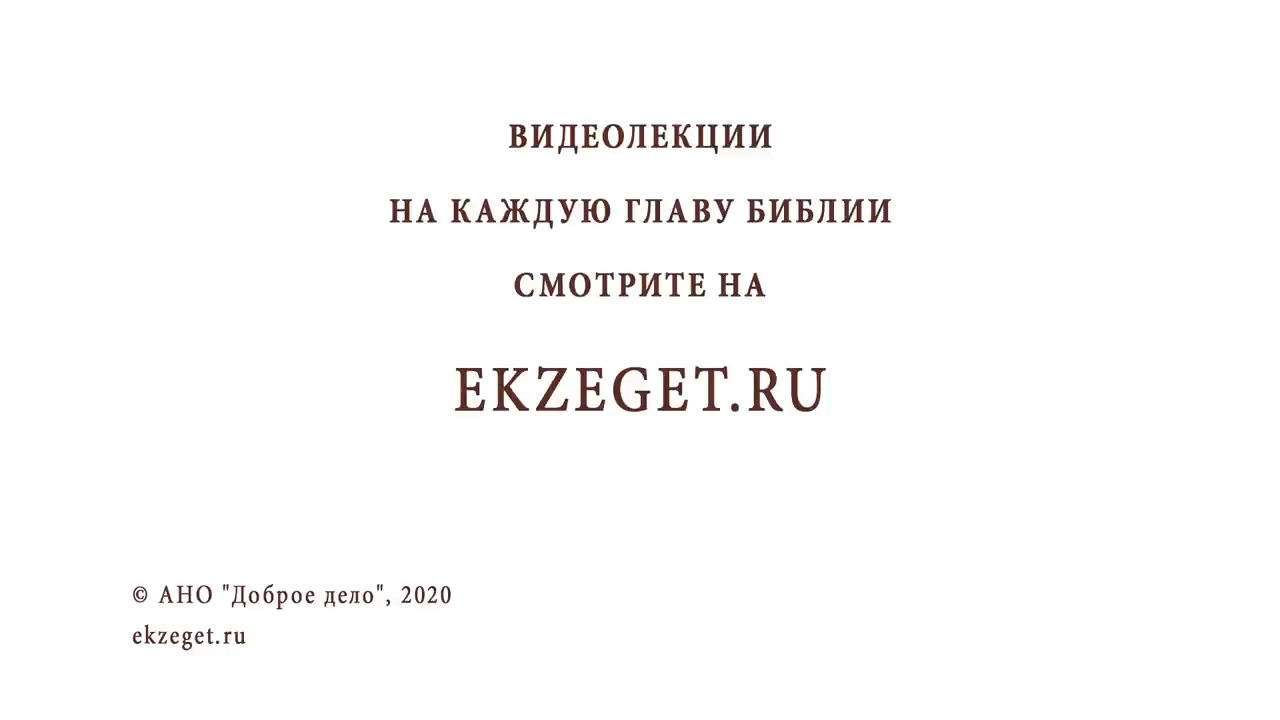 ВИДЕОЛЕКЦИИ
НА КАЖДУЮ ГЛАВУ БИБЛИИ
СМОТРИТЕ НА
EKZEGET.RU
© АНО "Доброе дело", 2020
ekzeget.ru